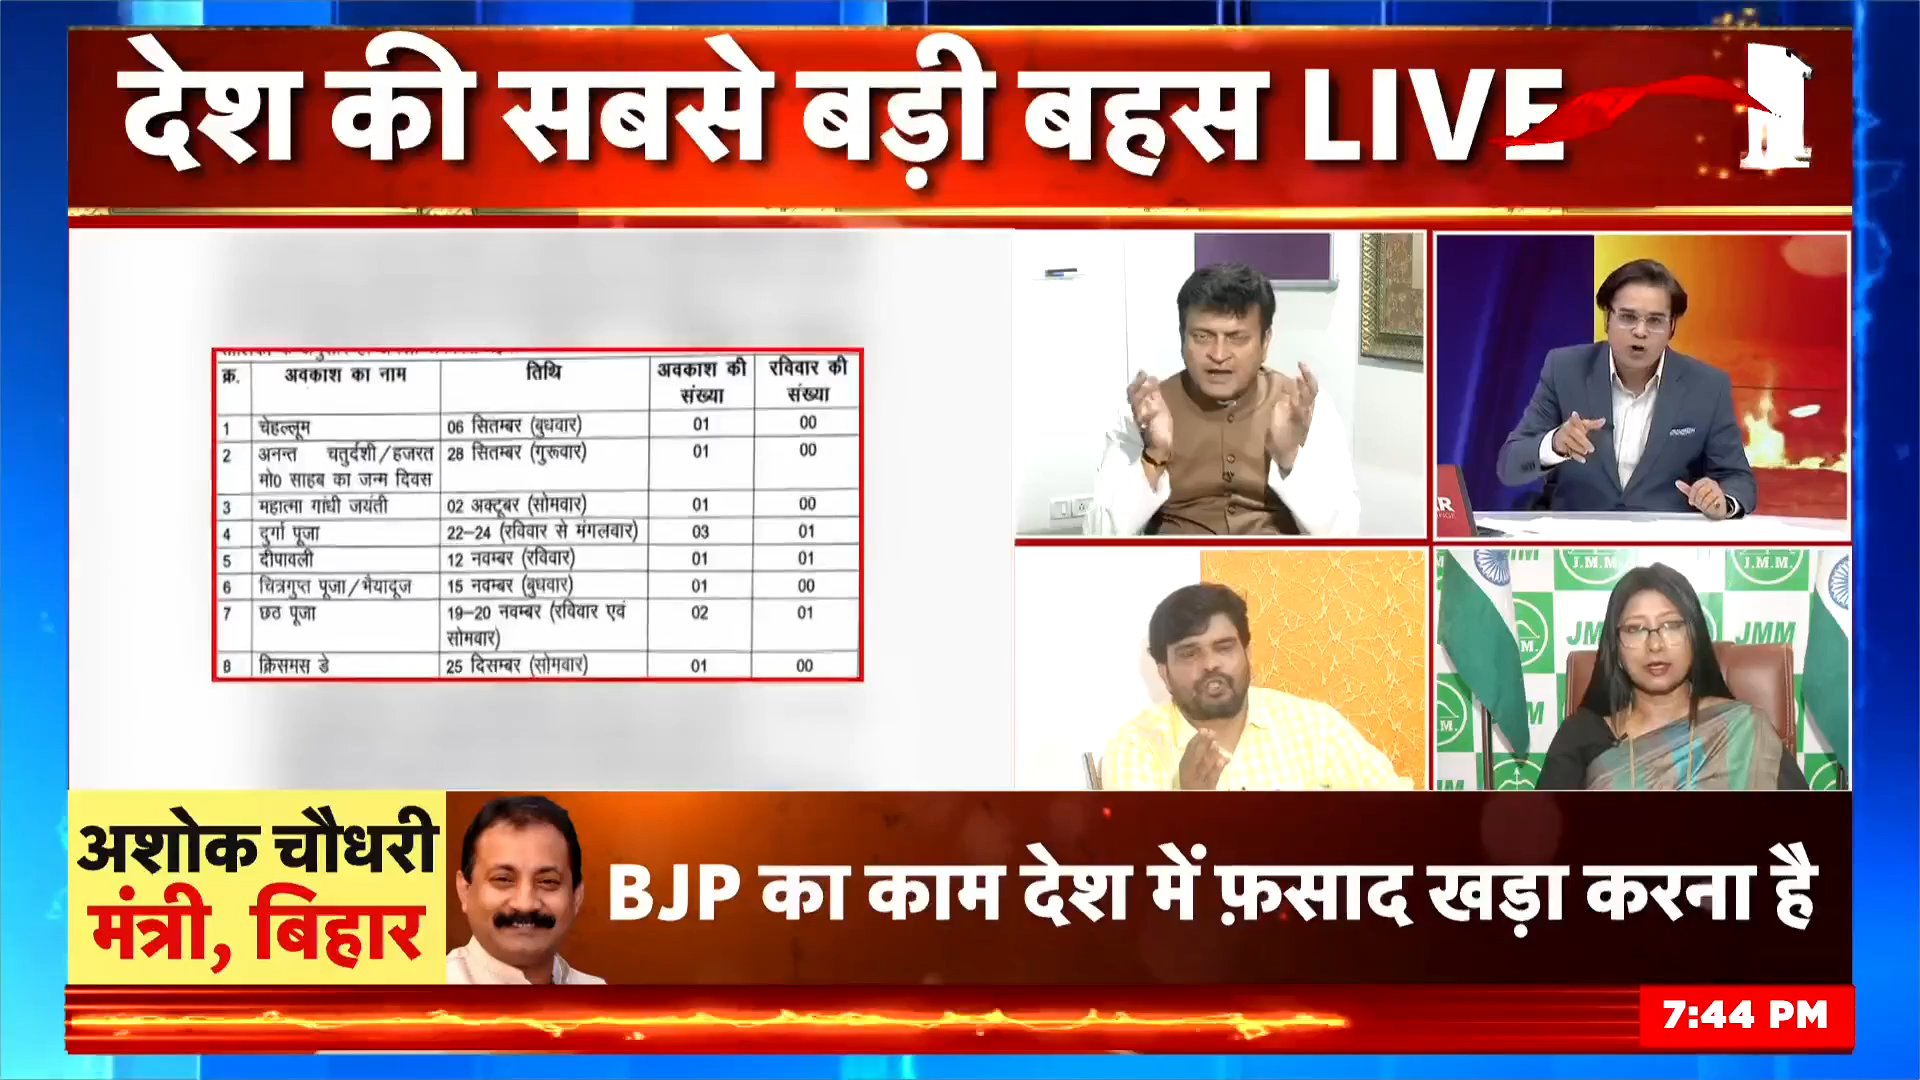 देश की सबसे बड़ी बहस LIVE
क्र. अवकाश का नाम तिथि अवकाश की संख्या रविवार की संख्या
1 चेहल्लूम 06 सितम्बर (बुधवार) 01 00
2 अनन्त चतुर्दशी/हजरत मो0 साहब का जन्म दिवस 28 सितम्बर (गुरूवार) 01 00
3 महात्मा गांधी जयंती 02 अक्टूबर (सोमवार) 01 00
4 दुर्गा पूजा 22-24 (रविवार से मंगलवार) 03 01
5 दीपावली 12 नवम्बर (रविवार) 01 01
6 चित्रगुप्त पूजा/भैयादूज 15 नवम्बर (बुधवार) 01 00
7 छठ पूजा 19-20 नवम्बर (रविवार एवं सोमवार) 02 01
8 क्रिसमस डे 25 दिसम्बर (सोमवार) 01 00
J.M.M. J.M.M.
JMM JMM
अशोक चौधरी
मंत्री, बिहार
BJP का काम देश में फ़साद खड़ा करना है
7:44 PM